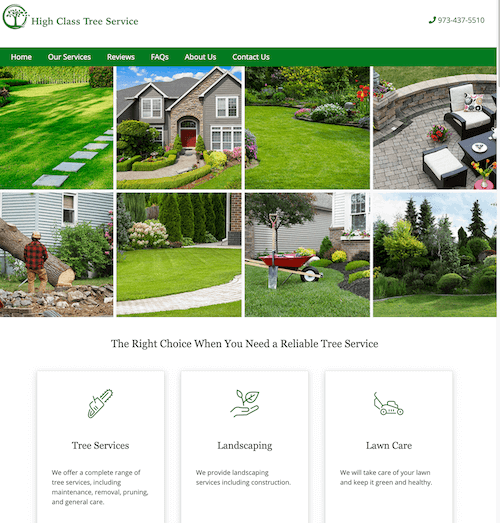 High Class Tree Service
973-437-5510
Home Our Services Reviews FAQs About Us Contact Us
The Right Choice When You Need a Reliable Tree Service
Tree Services
We offer a complete range of
tree services, including
maintenance, removal, pruning,
and general care.
Landscaping
We provide landscaping
services including construction.
Lawn Care
We will take care of your lawn
and keep it green and healthy.